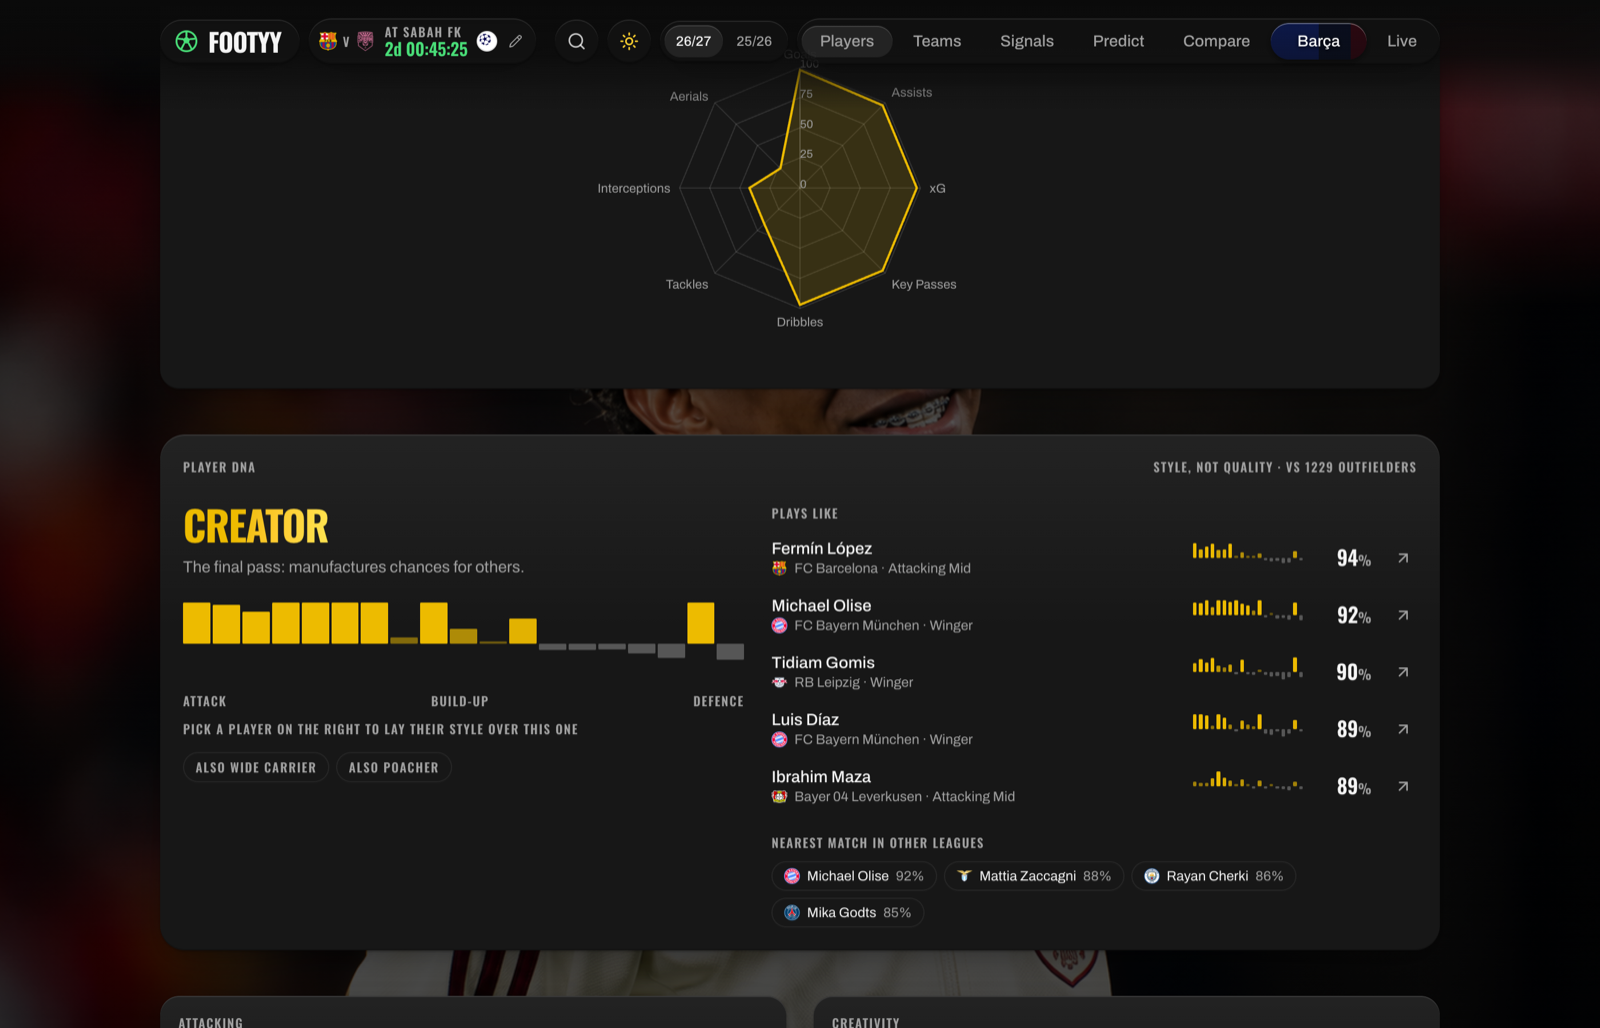 FOOTYY
V
AT SABAH FK
2d 00:45:25
26/27
25/26
Players
Teams
Signals
Predict
Compare
Barça
Live
100
75
50
25
0
Aerials
Assists
Interceptions
xG
Tackles
Key Passes
Dribbles
PLAYER DNA
STYLE, NOT QUALITY · VS 1229 OUTFIELDERS
CREATOR
The final pass: manufactures chances for others.
ATTACK
BUILD-UP
DEFENCE
PICK A PLAYER ON THE RIGHT TO LAY THEIR STYLE OVER THIS ONE
ALSO WIDE CARRIER
ALSO POACHER
PLAYS LIKE
Fermín López
FC Barcelona · Attacking Mid
94%
Michael Olise
FC Bayern München · Winger
92%
Tidiam Gomis
RB Leipzig · Winger
90%
Luis Díaz
FC Bayern München · Winger
89%
Ibrahim Maza
Bayer 04 Leverkusen · Attacking Mid
89%
NEAREST MATCH IN OTHER LEAGUES
Michael Olise 92%
Mattia Zaccagni 88%
Rayan Cherki 86%
Mika Godts 85%
ATTACKING
CREATIVITY